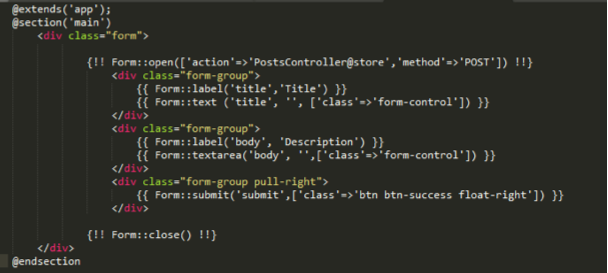 @extends('app');
@section('main')
<div class="form">
{!! Form::open(['action'=>'PostsController@store','method'=>'POST']) !!}
<div class="form-group">
{{ Form::label('title','Title') }}
{{ Form::text ('title', '', ['class'=>'form-control']) }}
</div>
<div class="form-group">
{{ Form::label('body', 'Description') }}
{{ Form::textarea('body', '',['class'=>'form-control']) }}
</div>
<div class="form-group pull-right">
{{ Form::submit('submit',['class'=>'btn btn-success float-right']) }}
</div>
{!! Form::close() !!}
</div>
@endsection